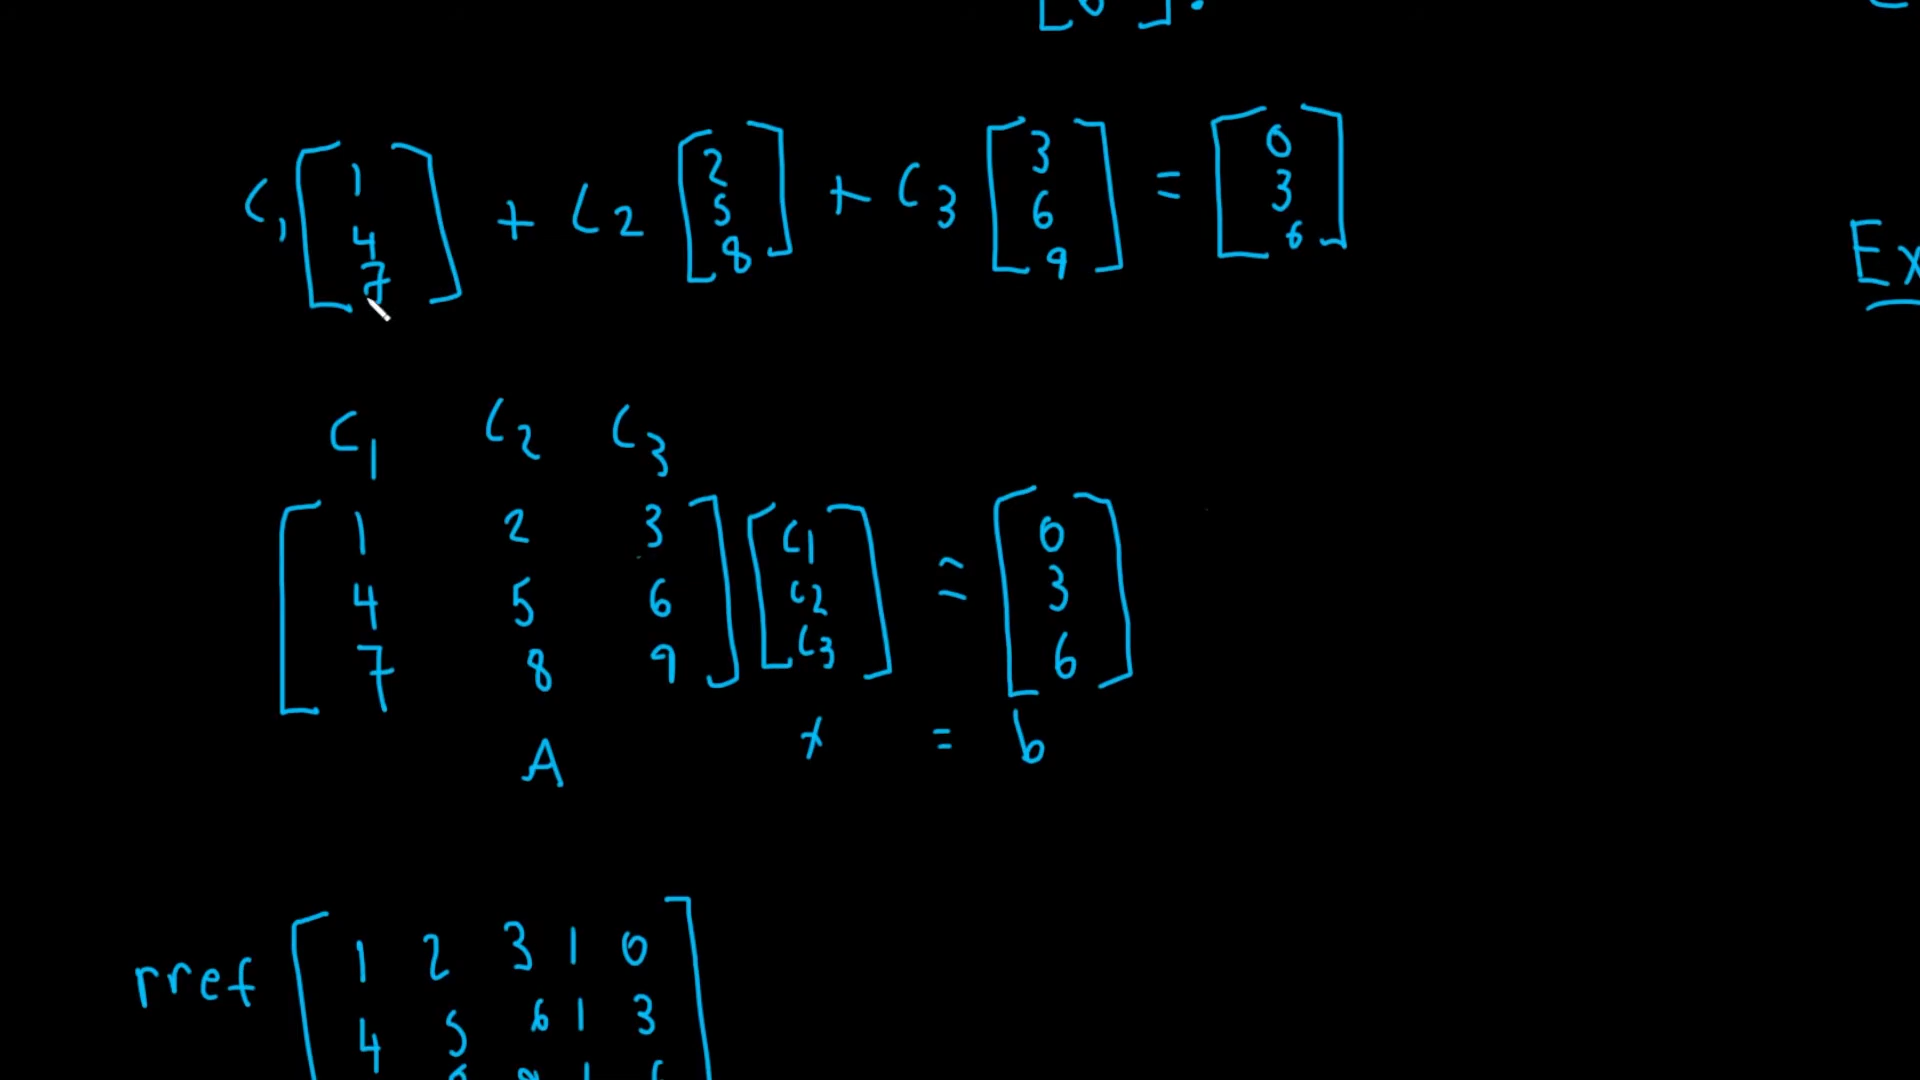 [6].
C1 [1 4 7] + C2 [2 5 8] + C3 [3 6 9] = [0 3 6]
Ex
C1 C2 C3
[1 2 3] [C1] = [0]
[4 5 6] [C2] [3]
[7 8 9] [C3] [6]
A x = b
rref [1 2 3 | 0]
4 5 6 | 3